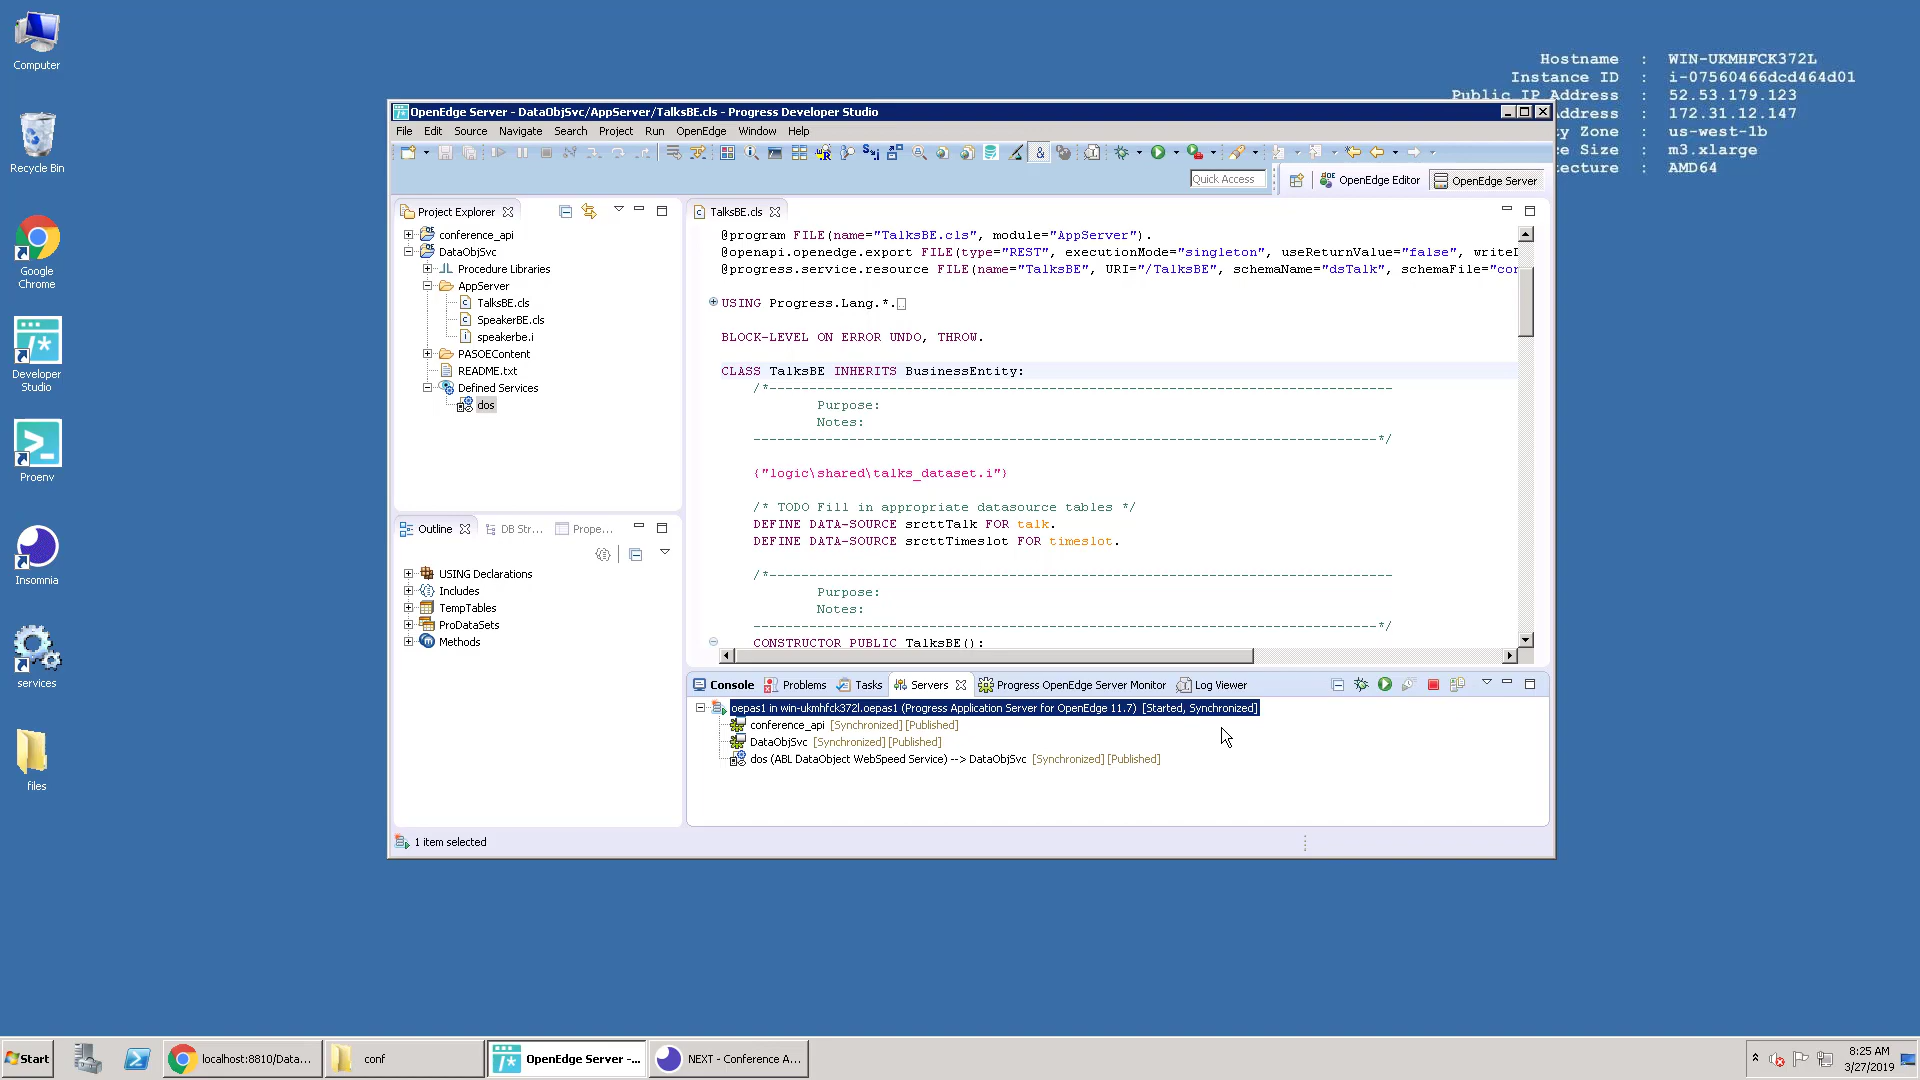 Computer
Recycle Bin
Google
Chrome
Developer
Studio
Proenv
Insomnia
services
files
Hostname : WIN-UKMHFCK372L
Instance ID : i-07560466dcd464d01
Public IP Address : 52.53.179.123
ddress : 172.31.12.147
y Zone : us-west-1b
e Size : m3.xlarge
tecture : AMD64
OpenEdge Server - DataObjSvc/AppServer/TalksBE.cls - Progress Developer Studio
File Edit Source Navigate Search Project Run OpenEdge Window Help
Quick Access OpenEdge Editor OpenEdge Server
Project Explorer
conference_api
DataObjSvc
Procedure Libraries
AppServer
TalksBE.cls
SpeakerBE.cls
speakerbe.i
PASOEContent
README.txt
Defined Services
dos
Outline DB Str... Prope...
USING Declarations
Includes
TempTables
ProDataSets
Methods
TalksBE.cls
@program FILE(name="TalksBE.cls", module="AppServer").
@openapi.openedge.export FILE(type="REST", executionMode="singleton", useReturnValue="false", writeD
@progress.service.resource FILE(name="TalksBE", URI="/TalksBE", schemaName="dsTalk", schemaFile="con
USING Progress.Lang.*.
BLOCK-LEVEL ON ERROR UNDO, THROW.
CLASS TalksBE INHERITS BusinessEntity:
/*------------------------------------------------------------------------------
Purpose:
Notes:
------------------------------------------------------------------------------*/
{"logic\shared\talks_dataset.i"}
/* TODO Fill in appropriate datasource tables */
DEFINE DATA-SOURCE srcttTalk FOR talk.
DEFINE DATA-SOURCE srcttTimeslot FOR timeslot.
/*------------------------------------------------------------------------------
Purpose:
Notes:
------------------------------------------------------------------------------*/
CONSTRUCTOR PUBLIC TalksBE():
Console Problems Tasks Servers Progress OpenEdge Server Monitor Log Viewer
oepas1 in win-ukmhfck372l.oepas1 (Progress Application Server for OpenEdge 11.7) [Started, Synchronized]
conference_api [Synchronized] [Published]
DataObjSvc [Synchronized] [Published]
dos (ABL DataObject WebSpeed Service) --> DataObjSvc [Synchronized] [Published]
1 item selected
Start localhost:8810/Data... conf OpenEdge Server -... NEXT - Conference A...
8:25 AM
3/27/2019